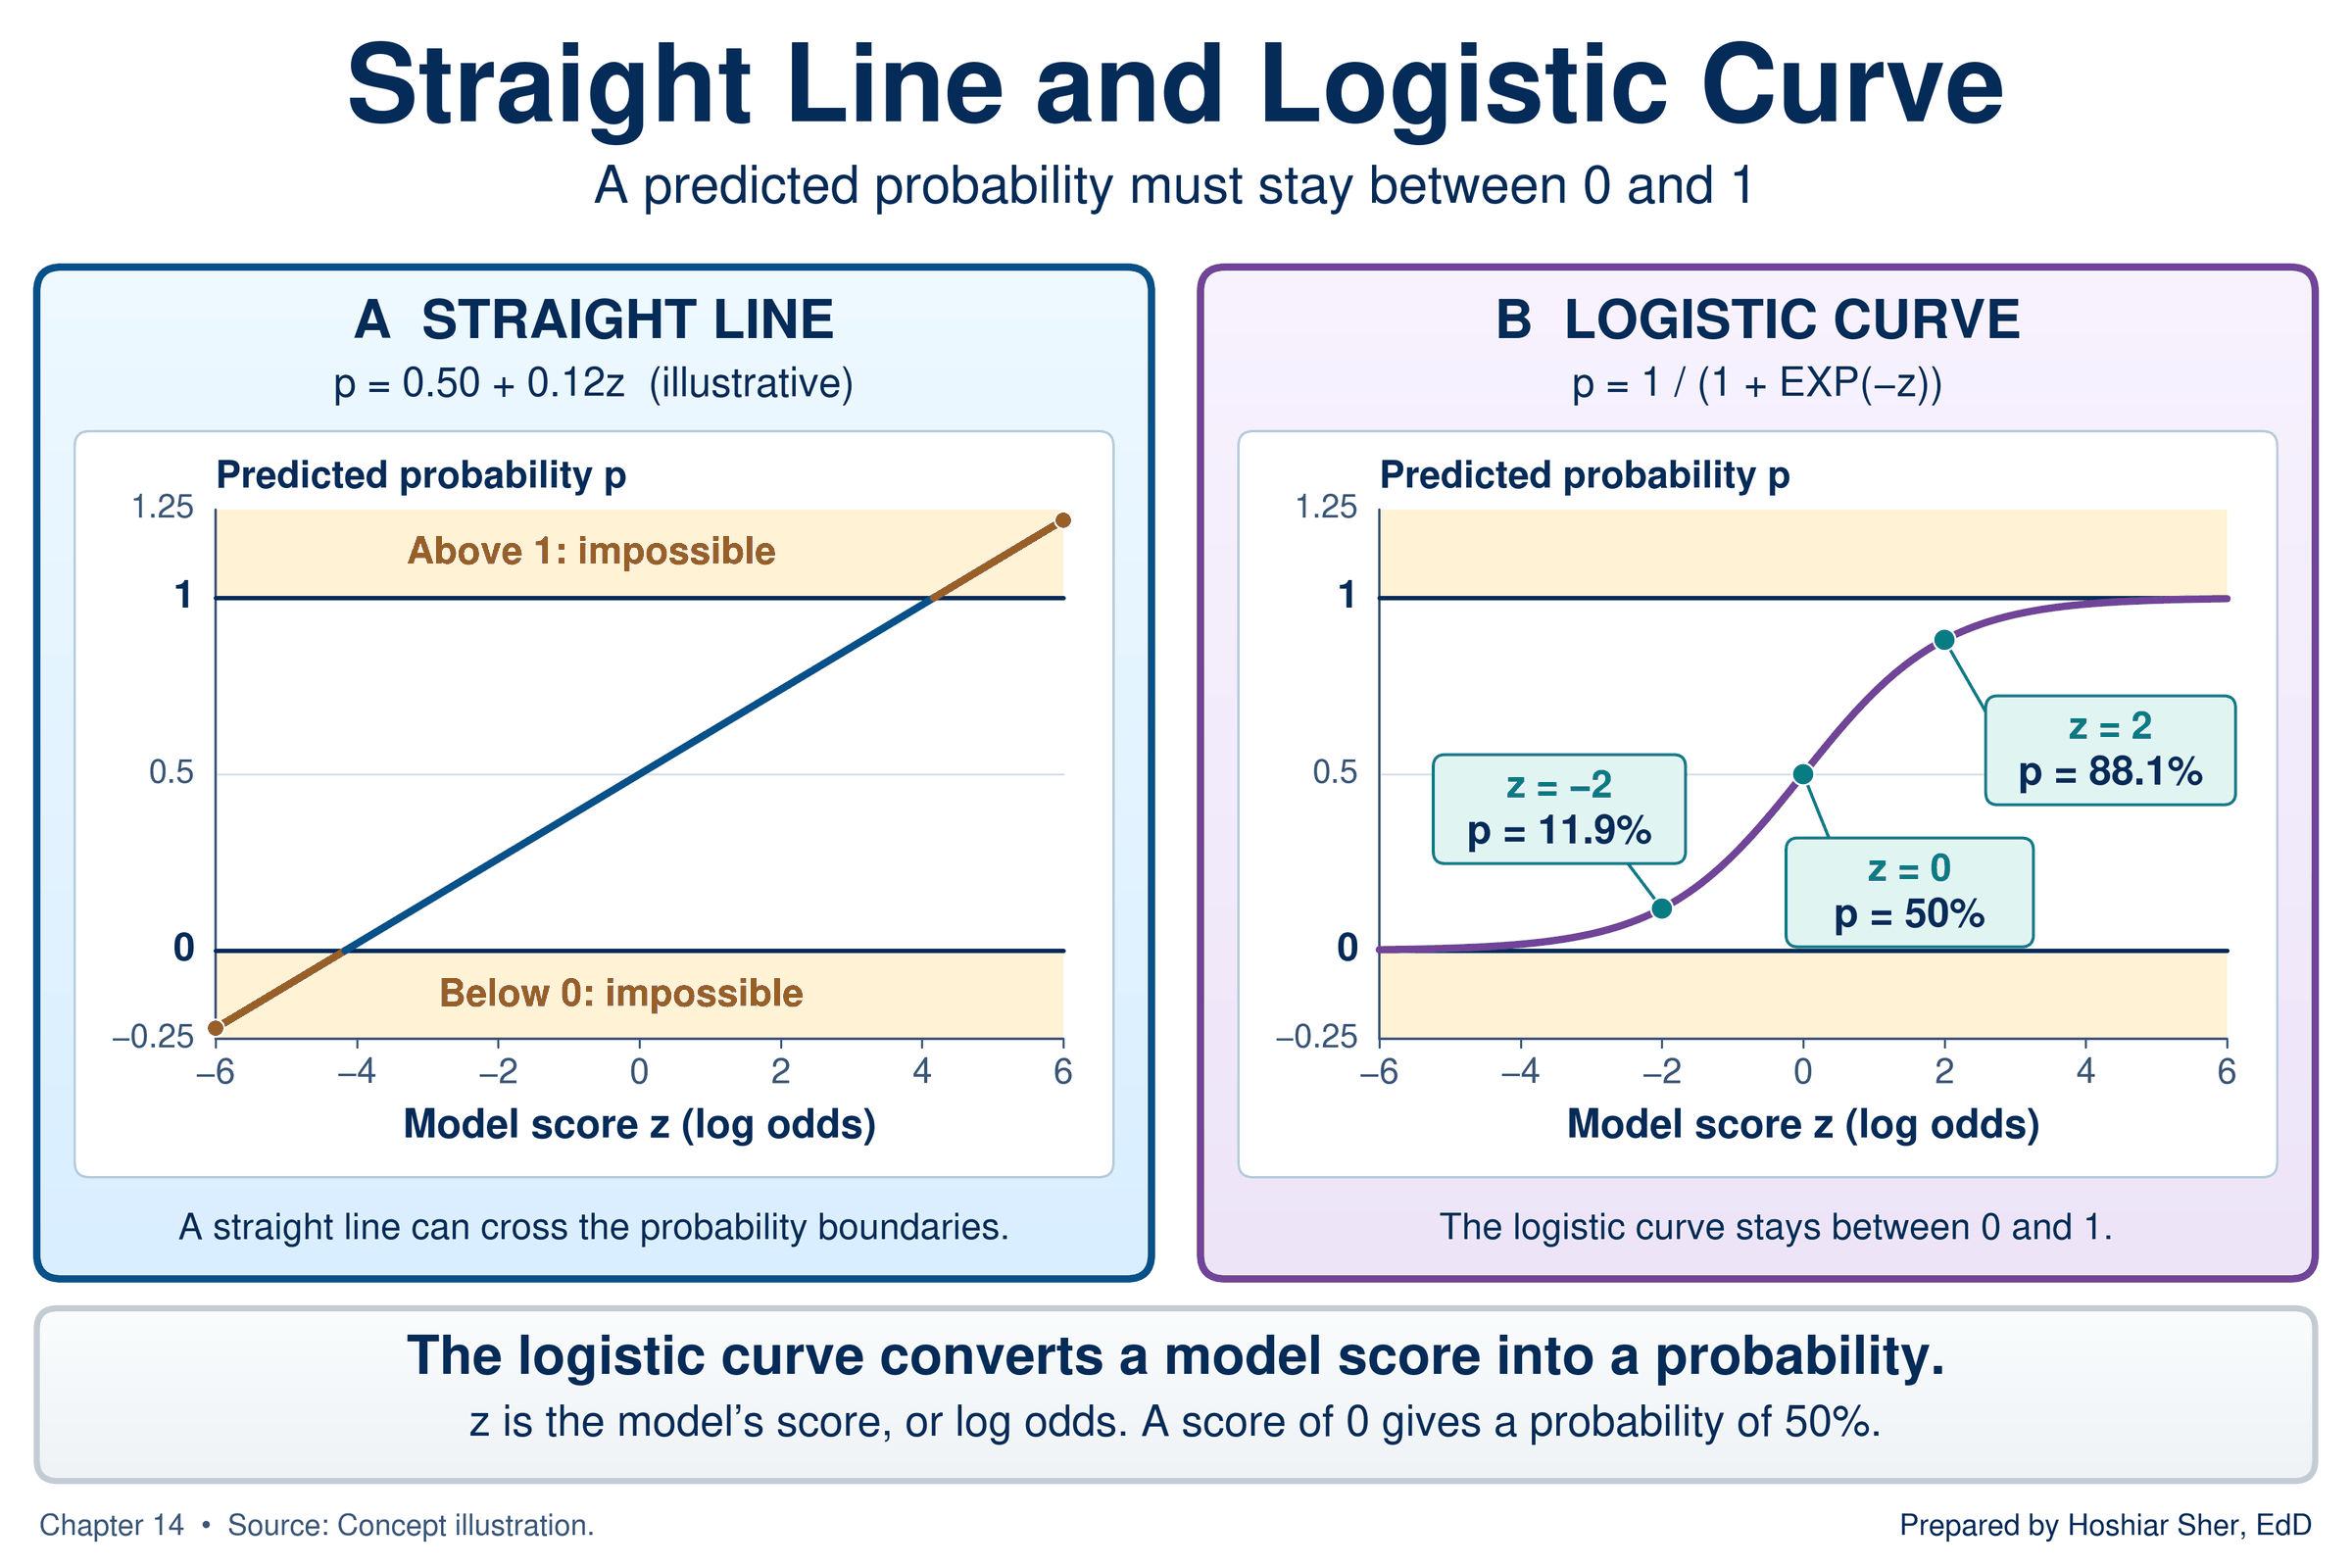 Straight Line and Logistic Curve
A predicted probability must stay between 0 and 1
A STRAIGHT LINE
p = 0.50 + 0.12z (illustrative)
Predicted probability p
1.25
Above 1: impossible
1
0.5
0
Below 0: impossible
−0.25
−6 −4 −2 0 2 4 6
Model score z (log odds)
A straight line can cross the probability boundaries.
B LOGISTIC CURVE
p = 1 / (1 + EXP(−z))
Predicted probability p
1.25
1
z = 2
p = 88.1%
0.5
z = −2
p = 11.9%
z = 0
p = 50%
0
−0.25
−6 −4 −2 0 2 4 6
Model score z (log odds)
The logistic curve stays between 0 and 1.
The logistic curve converts a model score into a probability.
z is the model’s score, or log odds. A score of 0 gives a probability of 50%.
Chapter 14 • Source: Concept illustration.
Prepared by Hoshiar Sher, EdD